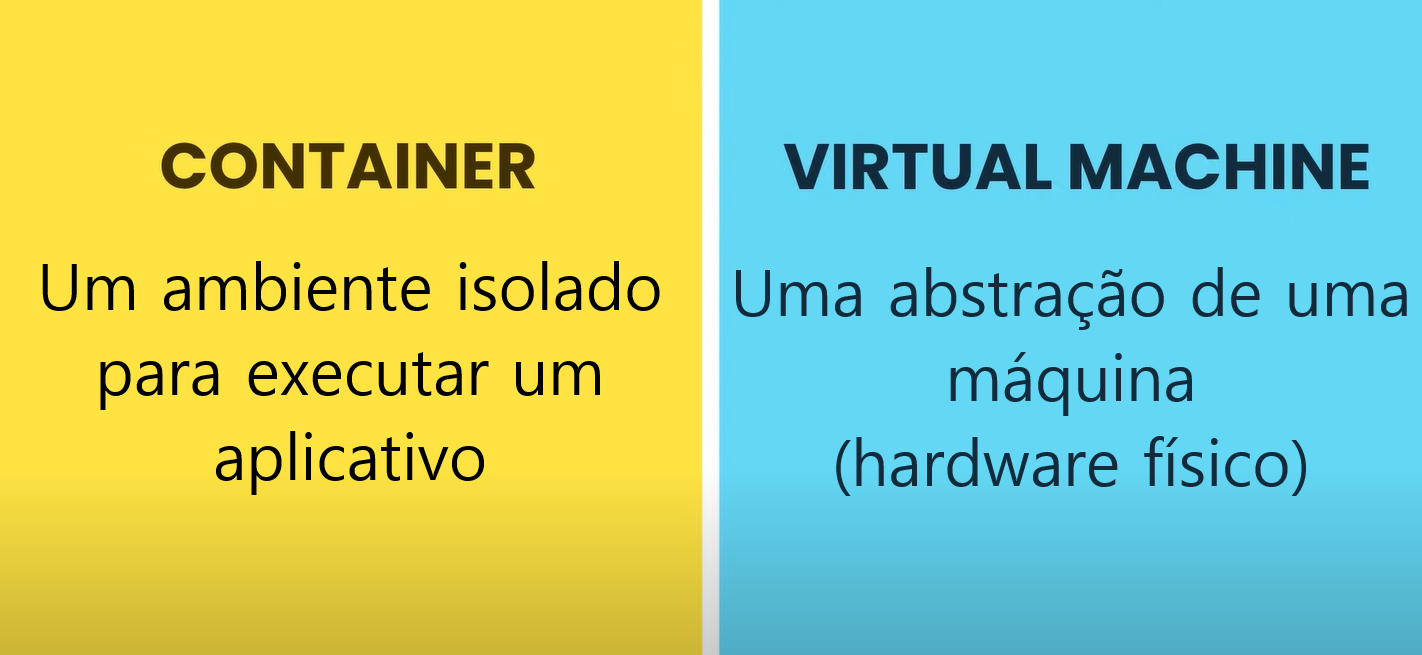 CONTAINER
Um ambiente isolado
para executar um
aplicativo
VIRTUAL MACHINE
Uma abstração de uma
máquina
(hardware físico)